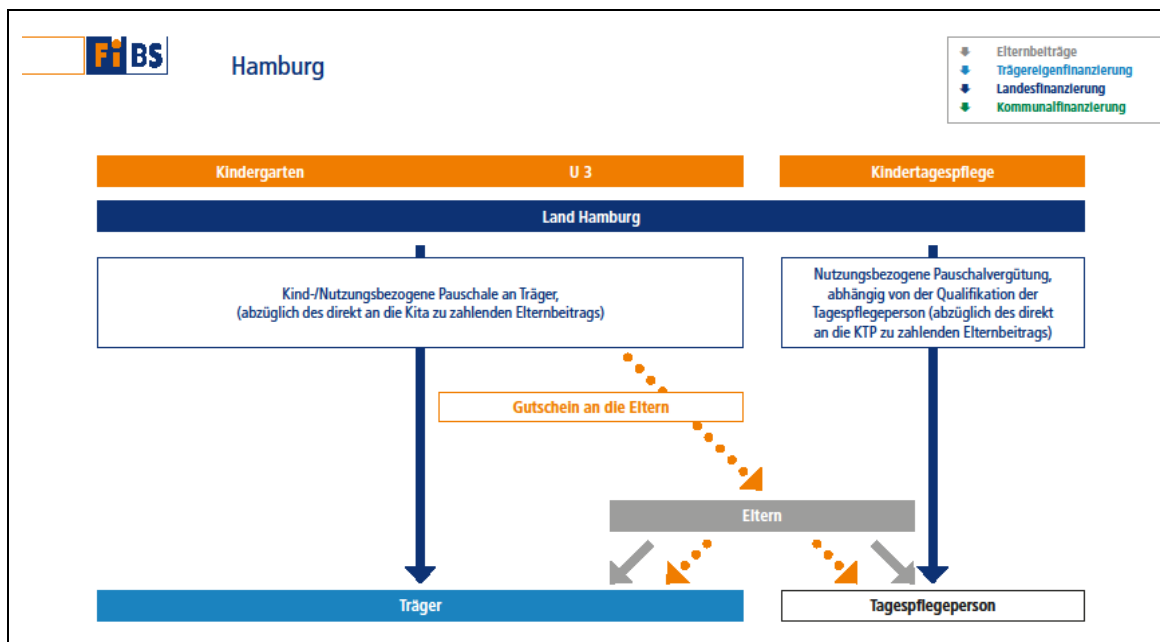 FiBS
Hamburg
Elternbeiträge
Trägereigenfinanzierung
Landesfinanzierung
Kommunalfinanzierung
Kindergarten
U 3
Kindertagespflege
Land Hamburg
Kind-/Nutzungsbezogene Pauschale an Träger,
(abzüglich des direkt an die Kita zu zahlenden Elternbeitrags)
Nutzungsbezogene Pauschalvergütung,
abhängig von der Qualifikation der
Tagespflegeperson (abzüglich des direkt
an die KTP zu zahlenden Elternbeitrags)
Gutschein an die Eltern
Eltern
Träger
Tagespflegeperson